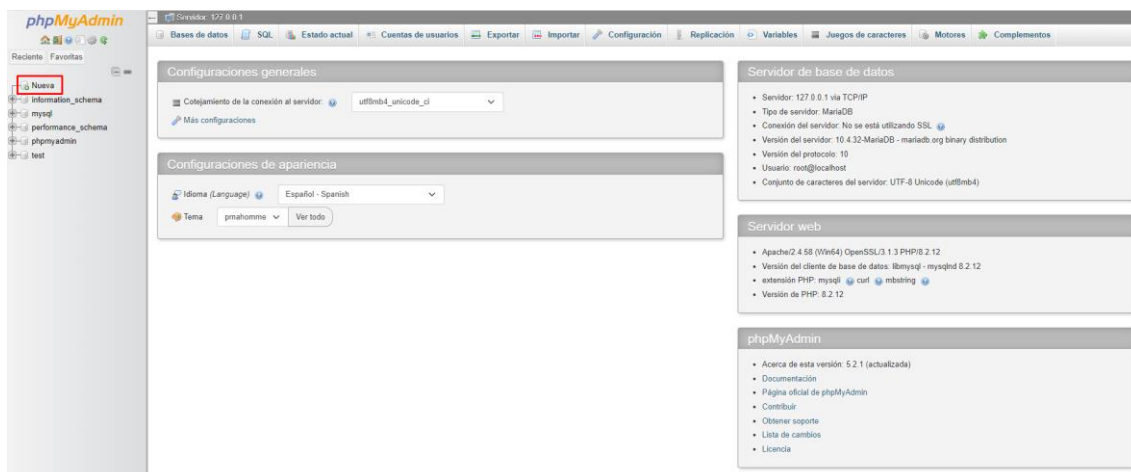 phpMyAdmin
Reciente Favoritas
Nueva
information_schema
mysql
performance_schema
phpmyadmin
test
Servidor: 127.0.0.1
Bases de datos SQL Estado actual Cuentas de usuarios Exportar Importar Configuración Replicación Variables Juegos de caracteres Motores Complementos
Configuraciones generales
Cotejamiento de la conexión al servidor: utf8mb4_unicode_ci
Más configuraciones
Configuraciones de apariencia
Idioma (Language) Español - Spanish
Tema pmahomme Ver todo
Servidor de base de datos
• Servidor: 127.0.0.1 via TCP/IP
• Tipo de servidor: MariaDB
• Conexión del servidor: No se está utilizando SSL
• Versión del servidor: 10.4.32-MariaDB - mariadb.org binary distribution
• Versión del protocolo: 10
• Usuario: root@localhost
• Conjunto de caracteres del servidor: UTF-8 Unicode (utf8mb4)
Servidor web
• Apache/2.4.58 (Win64) OpenSSL/3.1.3 PHP/8.2.12
• Versión del cliente de base de datos: libmysql - mysqlnd 8.2.12
• extensión PHP: mysqli curl mbstring
• Versión de PHP: 8.2.12
phpMyAdmin
• Acerca de esta versión: 5.2.1 (actualizada)
• Documentación
• Página oficial de phpMyAdmin
• Contribuir
• Obtener soporte
• Lista de cambios
• Licencia